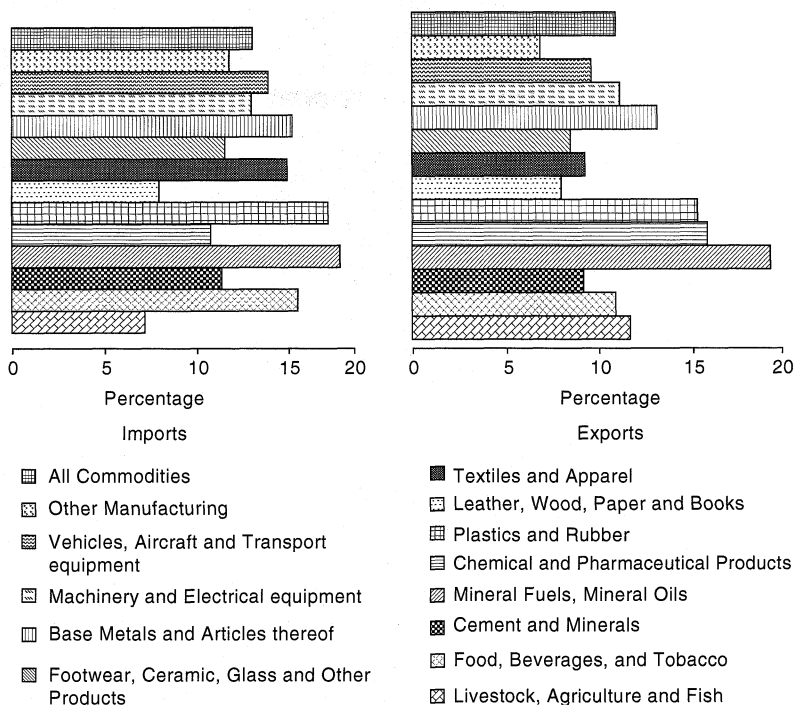 0 5 10 15 20
Percentage
Imports
0 5 10 15 20
Percentage
Exports
All Commodities
Other Manufacturing
Vehicles, Aircraft and Transport
equipment
Machinery and Electrical equipment
Base Metals and Articles thereof
Footwear, Ceramic, Glass and Other
Products
Textiles and Apparel
Leather, Wood, Paper and Books
Plastics and Rubber
Chemical and Pharmaceutical Products
Mineral Fuels, Mineral Oils
Cement and Minerals
Food, Beverages, and Tobacco
Livestock, Agriculture and Fish